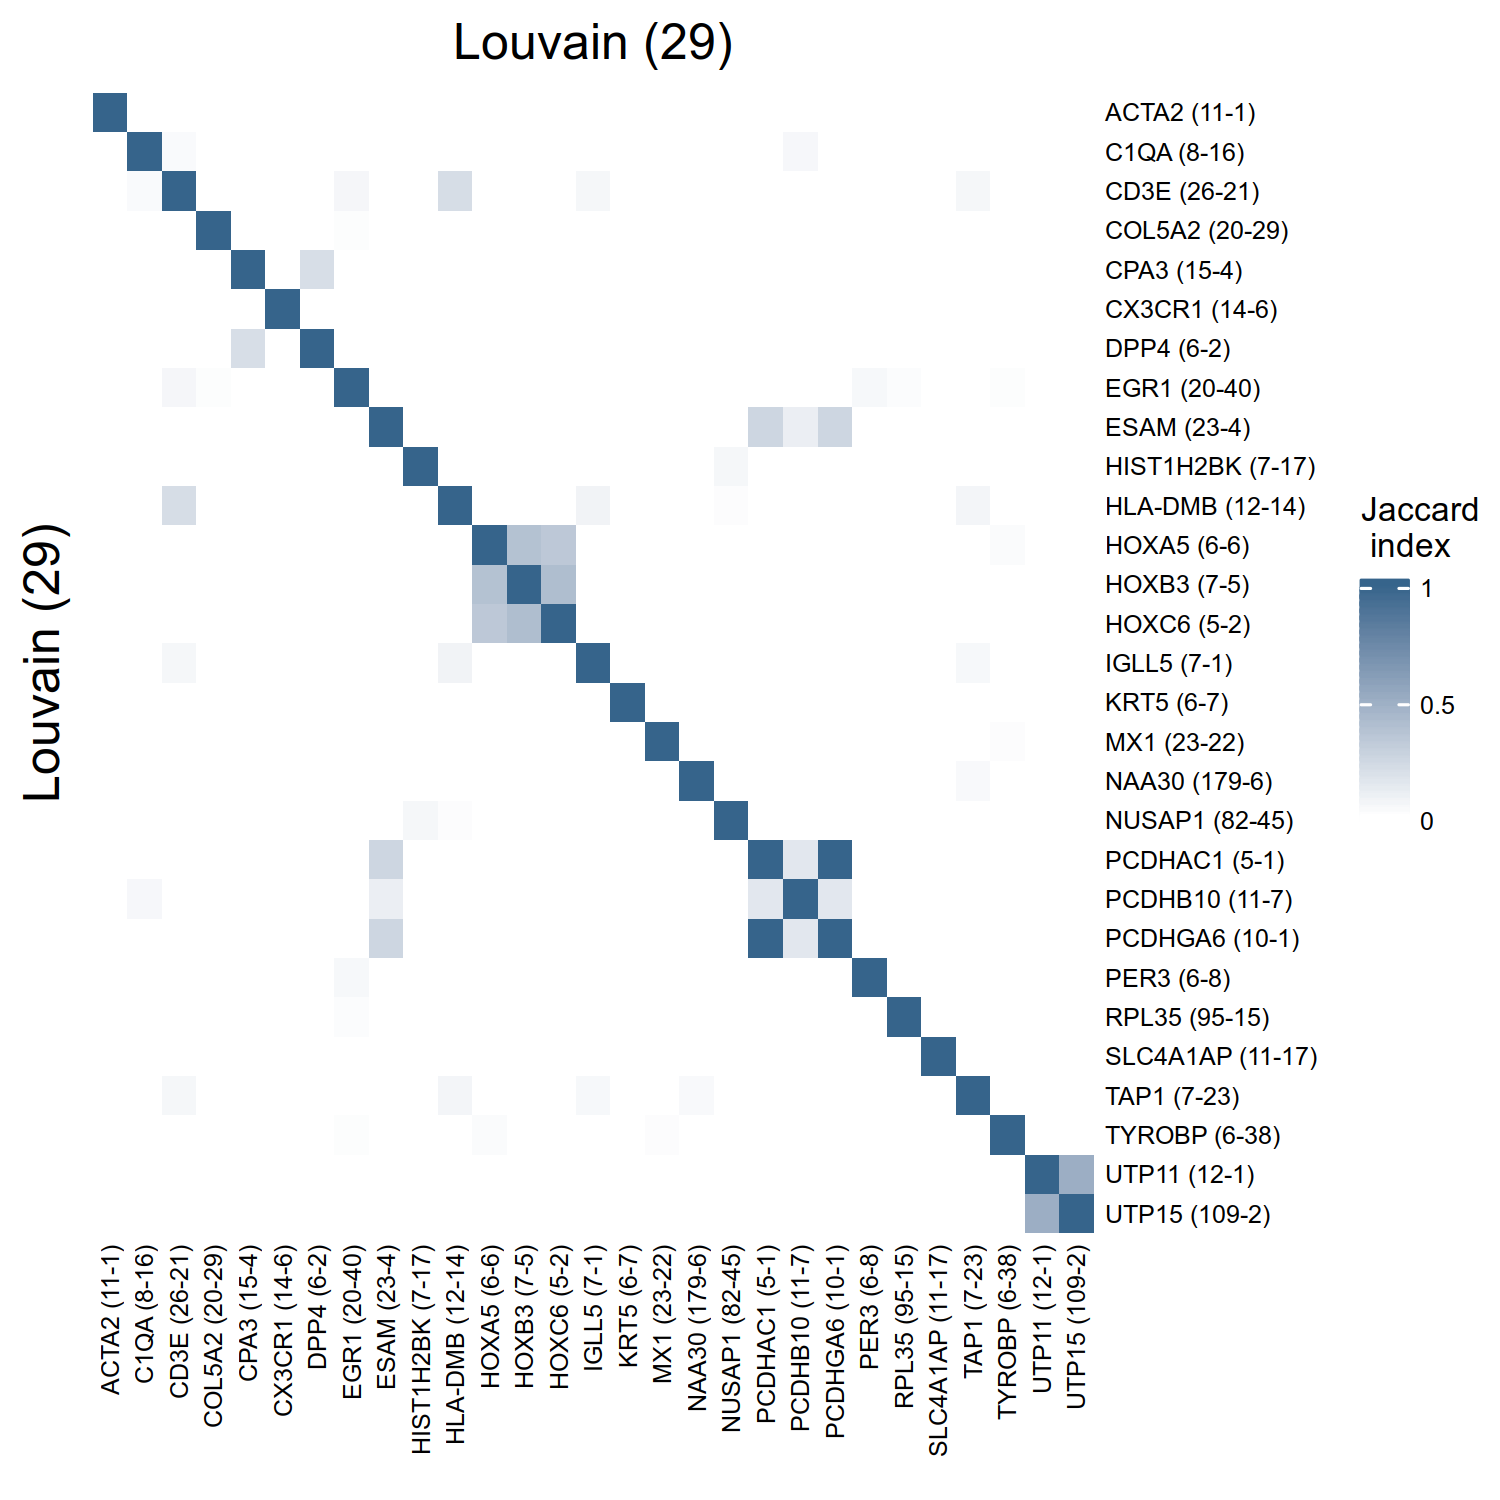 Louvain (29)
Louvain (29)
ACTA2 (11-1)
C1QA (8-16)
CD3E (26-21)
COL5A2 (20-29)
CPA3 (15-4)
CX3CR1 (14-6)
DPP4 (6-2)
EGR1 (20-40)
ESAM (23-4)
HIST1H2BK (7-17)
HLA-DMB (12-14)
HOXA5 (6-6)
HOXB3 (7-5)
HOXC6 (5-2)
IGLL5 (7-1)
KRT5 (6-7)
MX1 (23-22)
NAA30 (179-6)
NUSAP1 (82-45)
PCDHAC1 (5-1)
PCDHB10 (11-7)
PCDHGA6 (10-1)
PER3 (6-8)
RPL35 (95-15)
SLC4A1AP (11-17)
TAP1 (7-23)
TYROBP (6-38)
UTP11 (12-1)
UTP15 (109-2)
Jaccard
index
1
0.5
0
ACTA2 (11-1)
C1QA (8-16)
CD3E (26-21)
COL5A2 (20-29)
CPA3 (15-4)
CX3CR1 (14-6)
DPP4 (6-2)
EGR1 (20-40)
ESAM (23-4)
HIST1H2BK (7-17)
HLA-DMB (12-14)
HOXA5 (6-6)
HOXB3 (7-5)
HOXC6 (5-2)
IGLL5 (7-1)
KRT5 (6-7)
MX1 (23-22)
NAA30 (179-6)
NUSAP1 (82-45)
PCDHAC1 (5-1)
PCDHB10 (11-7)
PCDHGA6 (10-1)
PER3 (6-8)
RPL35 (95-15)
SLC4A1AP (11-17)
TAP1 (7-23)
TYROBP (6-38)
UTP11 (12-1)
UTP15 (109-2)